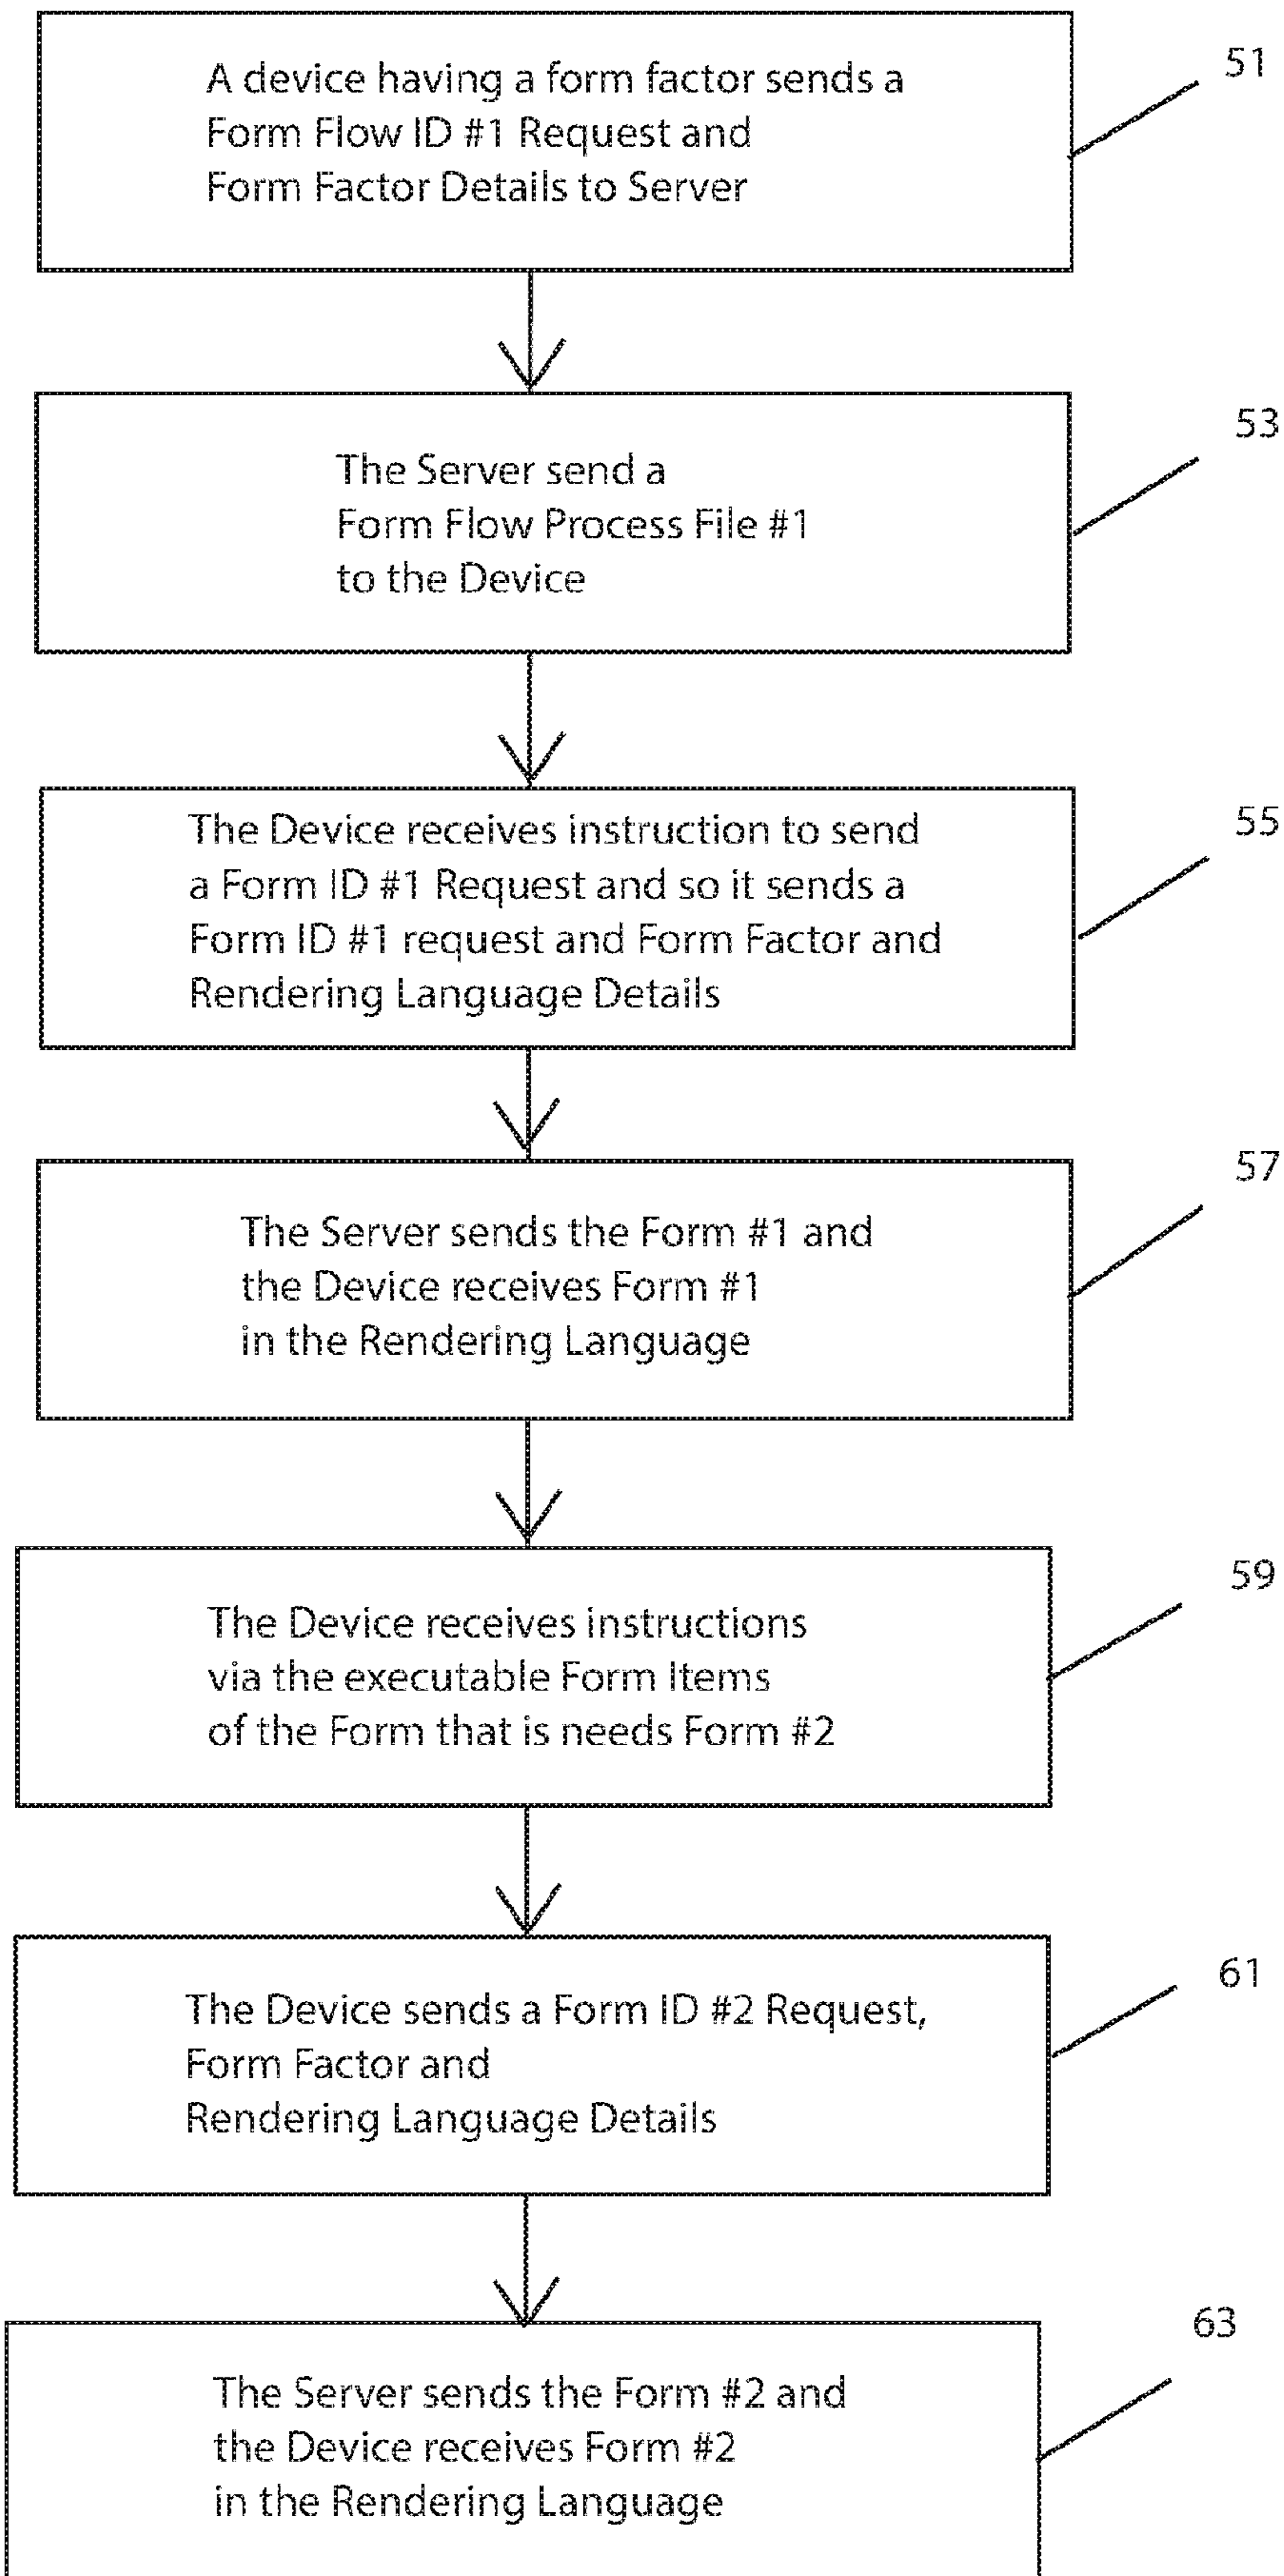 A device having a form factor sends a
Form Flow ID #1 Request and
Form Factor Details to Server
51
The Server send a
Form Flow Process File #1
to the Device
53
The Device receives instruction to send
a Form ID #1 Request and so it sends a
Form ID #1 request and Form Factor and
Rendering Language Details
55
The Server sends the Form #1 and
the Device receives Form #1
in the Rendering Language
57
The Device receives instructions
via the executable Form Items
of the Form that is needs Form #2
59
The Device sends a Form ID #2 Request,
Form Factor and
Rendering Language Details
61
The Server sends the Form #2 and
the Device receives Form #2
in the Rendering Language
63